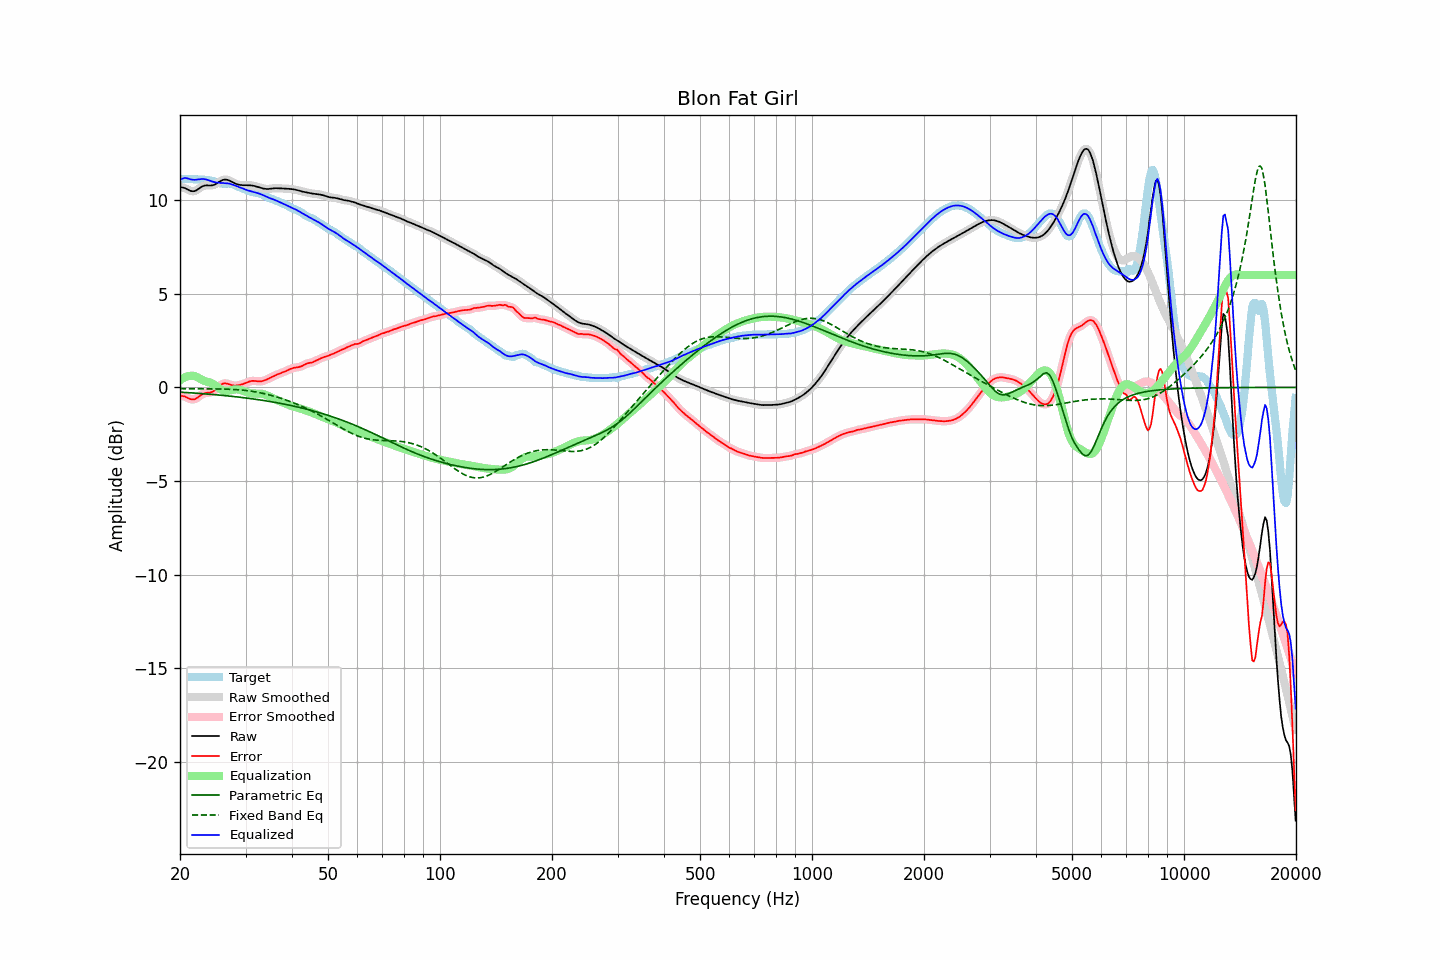 Blon Fat Girl
Amplitude (dBr)
10
5
0
−5
−10
−15
−20
Target
Raw Smoothed
Error Smoothed
Raw
Error
Equalization
Parametric Eq
Fixed Band Eq
Equalized
20 50 100 200 500 1000 2000 5000 10000 20000
Frequency (Hz)